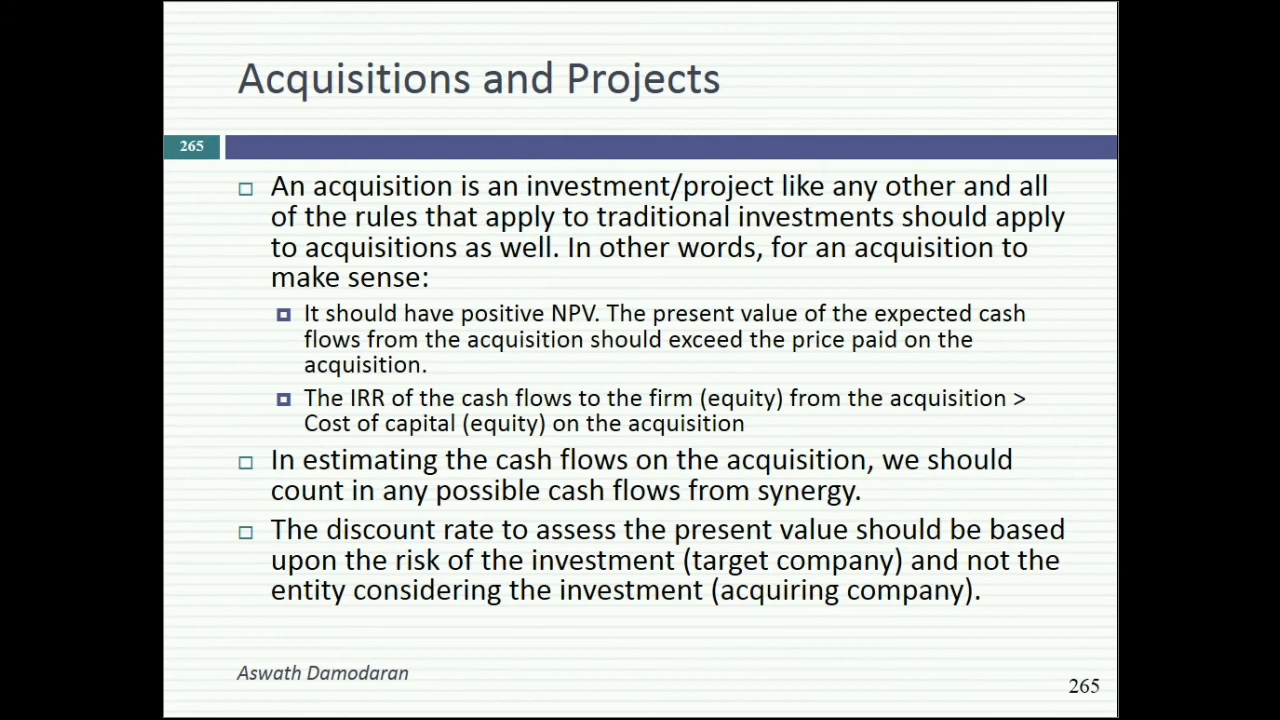 Acquisitions and Projects
265
An acquisition is an investment/project like any other and all
of the rules that apply to traditional investments should apply
to acquisitions as well. In other words, for an acquisition to
make sense:
It should have positive NPV. The present value of the expected cash
flows from the acquisition should exceed the price paid on the
acquisition.
The IRR of the cash flows to the firm (equity) from the acquisition >
Cost of capital (equity) on the acquisition
In estimating the cash flows on the acquisition, we should
count in any possible cash flows from synergy.
The discount rate to assess the present value should be based
upon the risk of the investment (target company) and not the
entity considering the investment (acquiring company).
Aswath Damodaran
265